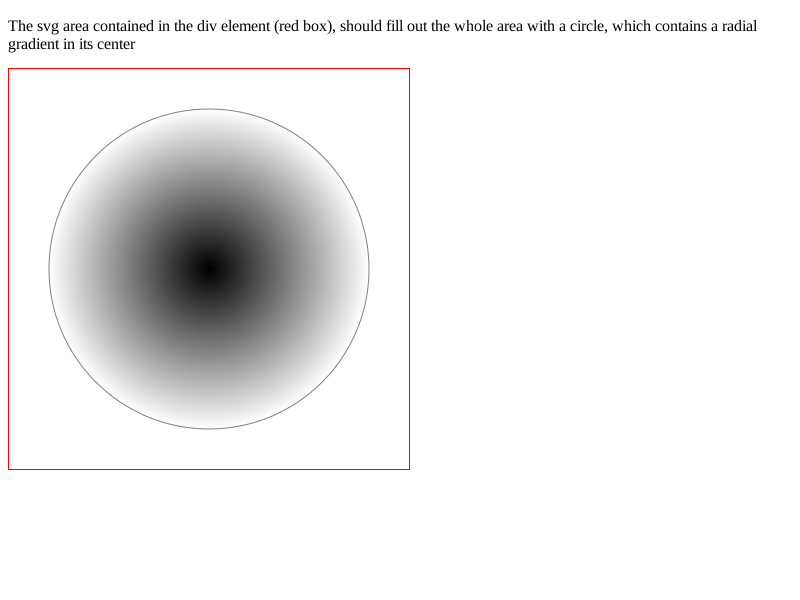 The svg area contained in the div element (red box), should fill out the whole area with a circle, which contains a radial
gradient in its center